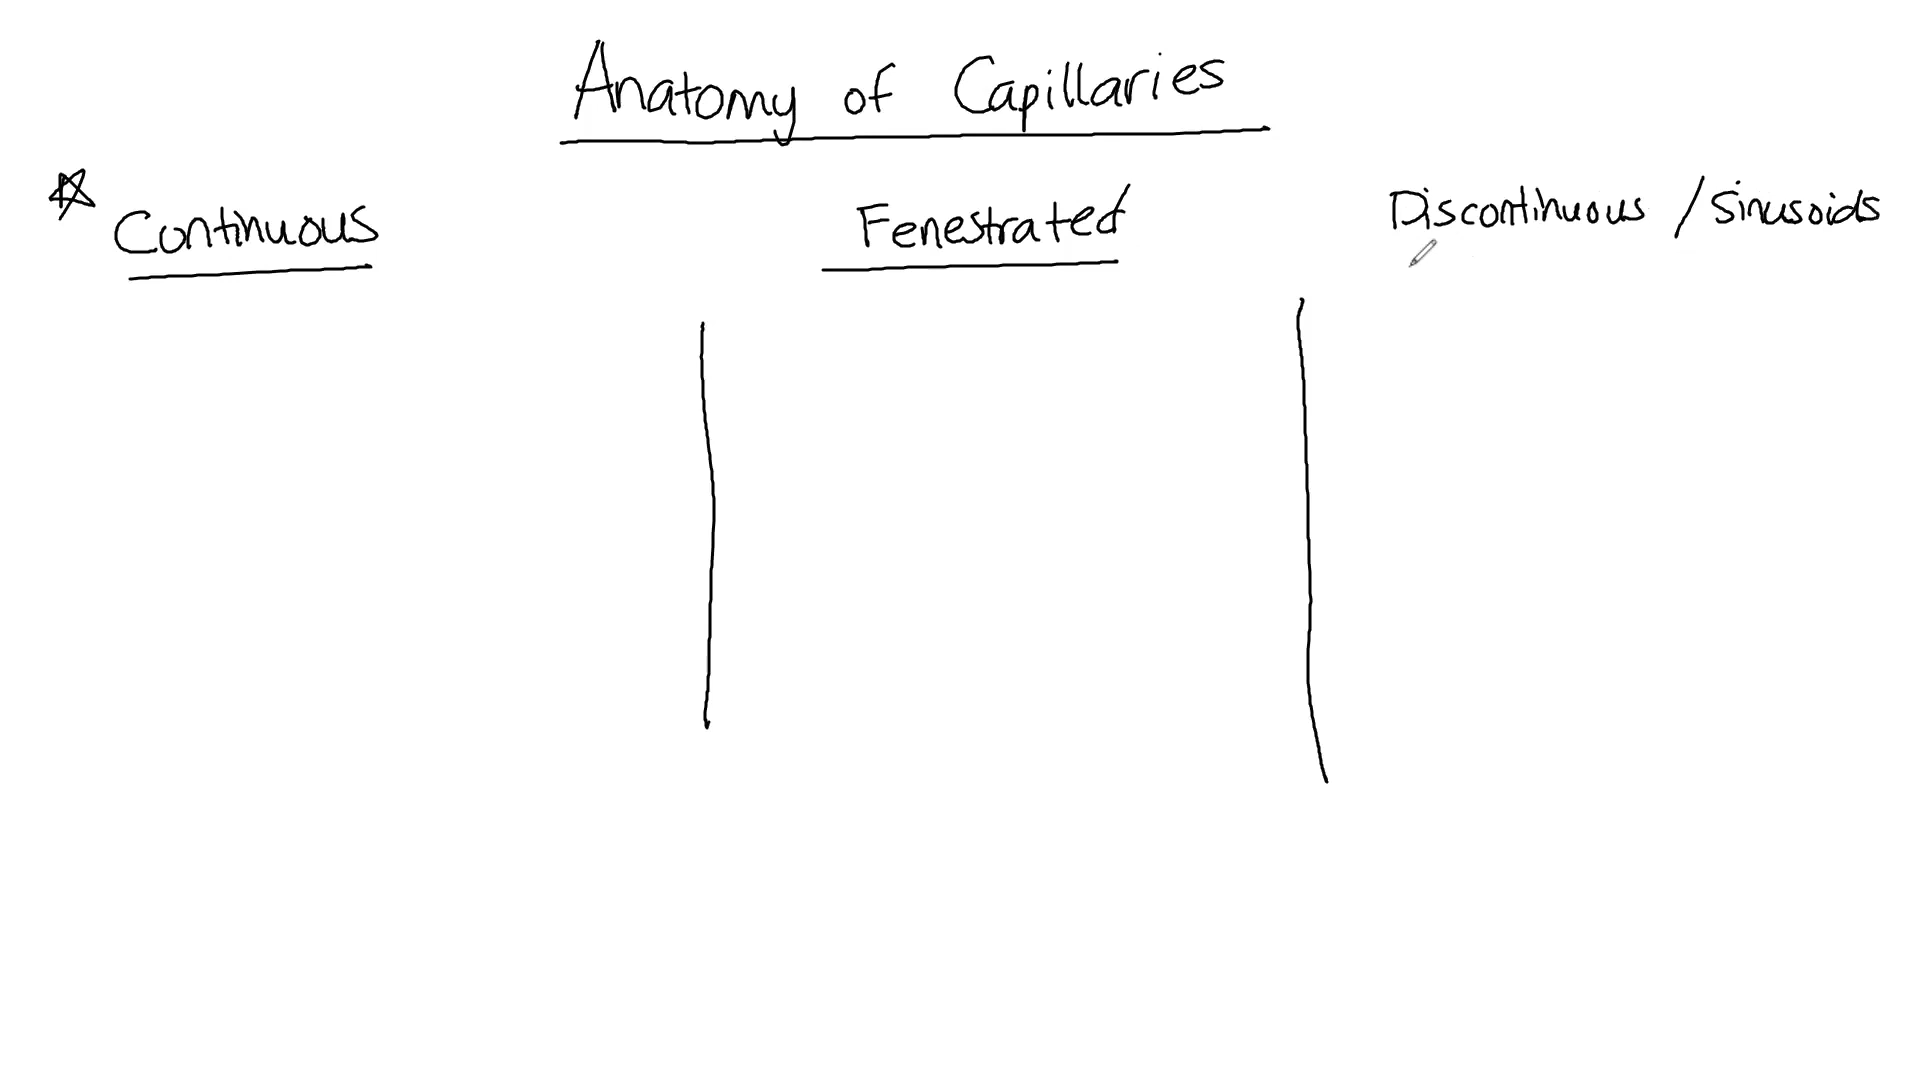 Anatomy of Capillaries
Continuous
Fenestrated
Discontinuous / Sinusoids